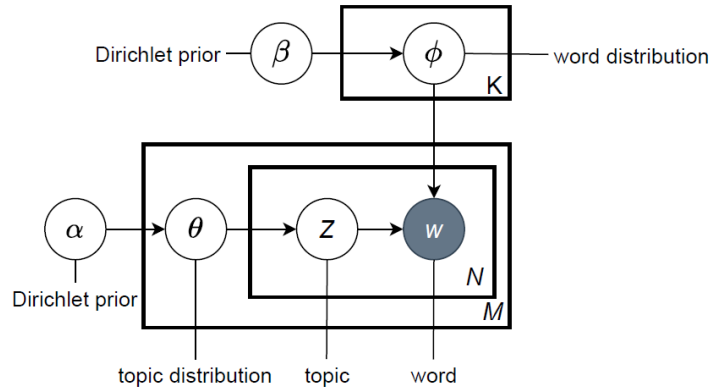 Dirichlet prior β ϕ word distribution
K
α θ z w
N
Dirichlet prior M
topic distribution topic word